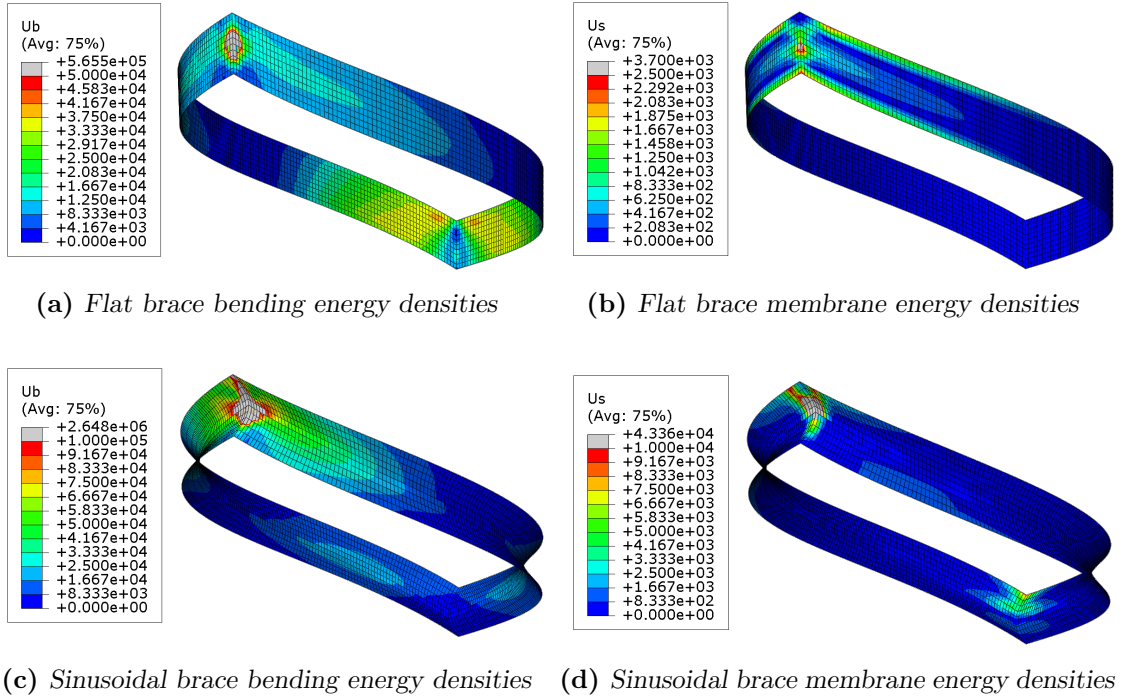 Ub
(Avg: 75%)
+5.655e+05
+5.000e+04
+4.583e+04
+4.167e+04
+3.750e+04
+3.333e+04
+2.917e+04
+2.500e+04
+2.083e+04
+1.667e+04
+1.250e+04
+8.333e+03
+4.167e+03
+0.000e+00
Us
(Avg: 75%)
+3.700e+03
+2.500e+03
+2.292e+03
+2.083e+03
+1.875e+03
+1.667e+03
+1.458e+03
+1.250e+03
+1.042e+03
+8.333e+02
+6.250e+02
+4.167e+02
+2.083e+02
+0.000e+00
(a) Flat brace bending energy densities
(b) Flat brace membrane energy densities
Ub
(Avg: 75%)
+2.648e+06
+1.000e+05
+9.167e+04
+8.333e+04
+7.500e+04
+6.667e+04
+5.833e+04
+5.000e+04
+4.167e+04
+3.333e+04
+2.500e+04
+1.667e+04
+8.333e+03
+0.000e+00
Us
(Avg: 75%)
+4.336e+04
+1.000e+04
+9.167e+03
+8.333e+03
+7.500e+03
+6.667e+03
+5.833e+03
+5.000e+03
+4.167e+03
+3.333e+03
+2.500e+03
+1.667e+03
+8.333e+02
+0.000e+00
(c) Sinusoidal brace bending energy densities
(d) Sinusoidal brace membrane energy densities